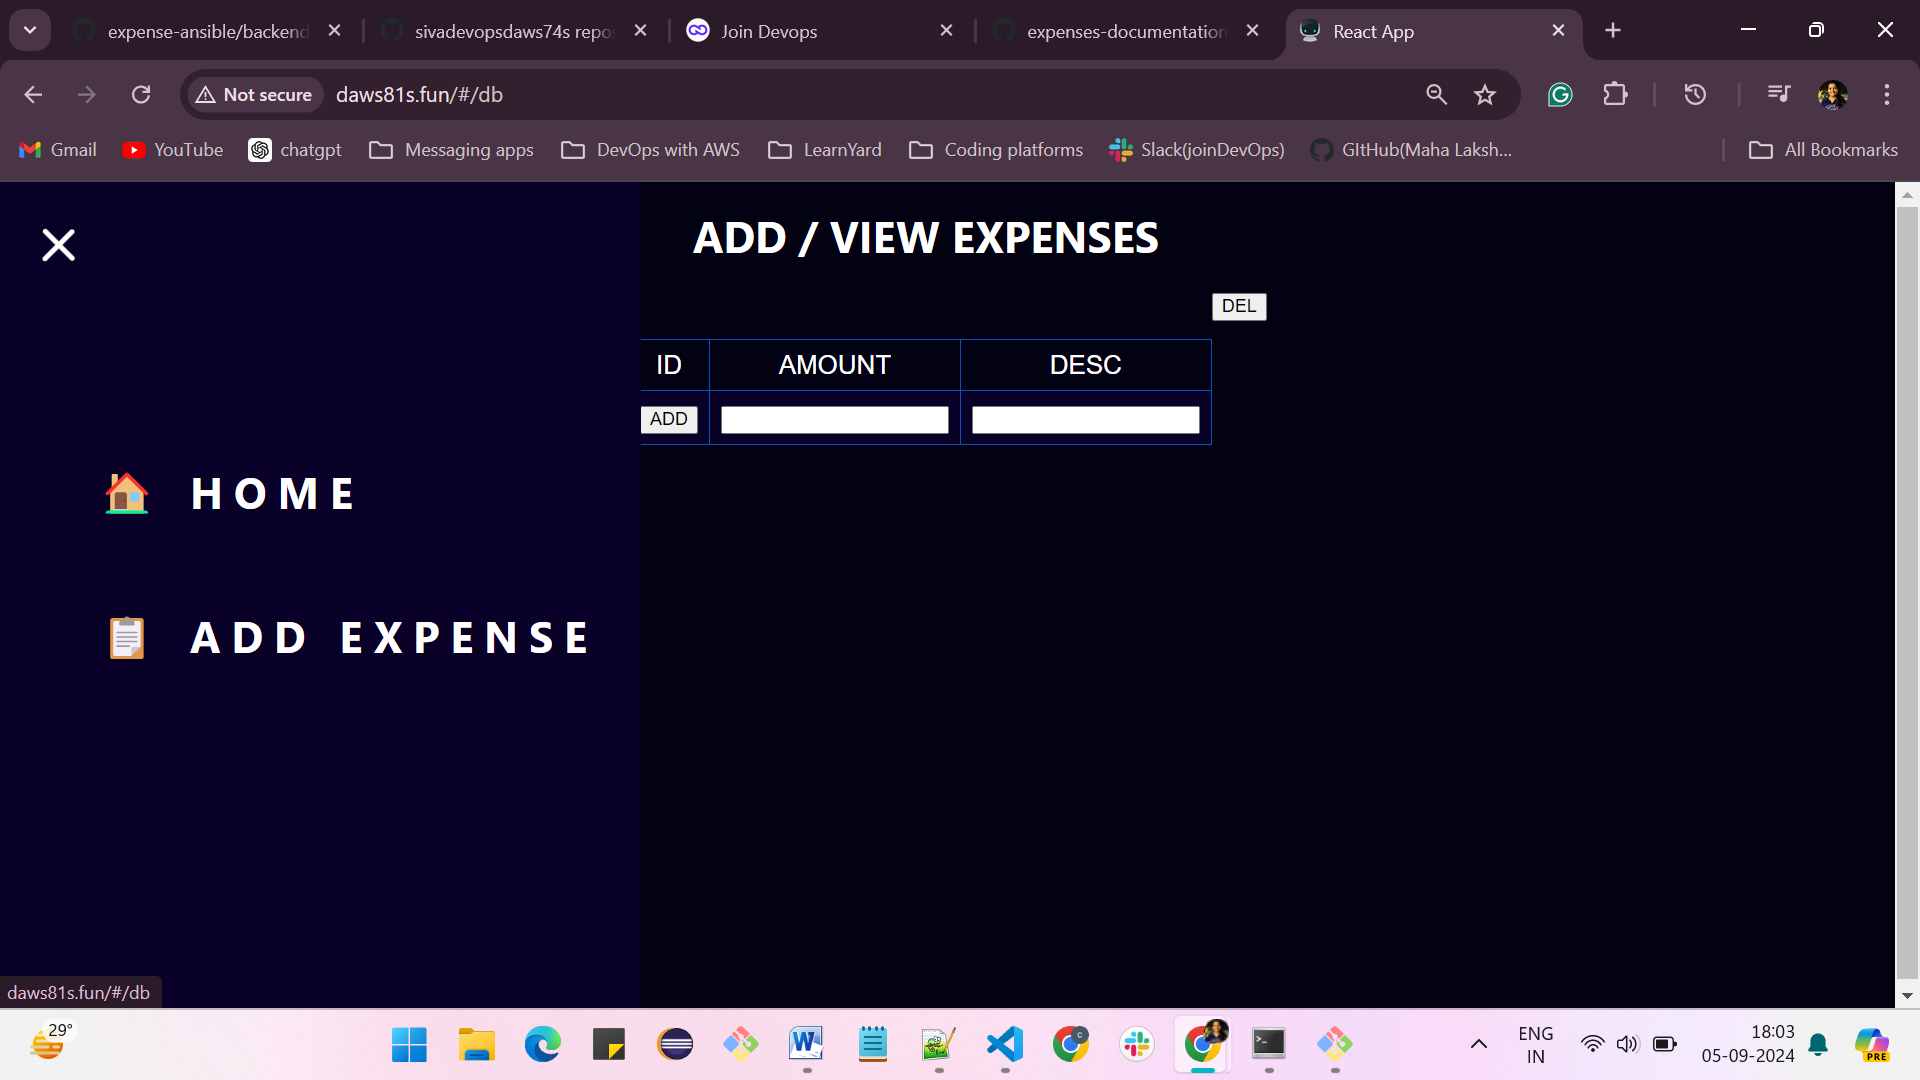 expense-ansible/backend
sivadevopsdaws74s repos
Join Devops
expenses-documentation
React App
Not secure
daws81s.fun/#/db
Gmail
YouTube
chatgpt
Messaging apps
DevOps with AWS
LearnYard
Coding platforms
Slack(joinDevOps)
GItHub(Maha Laksh...
All Bookmarks
ADD / VIEW EXPENSES
DEL
ID AMOUNT DESC
ADD
HOME
ADD EXPENSE
daws81s.fun/#/db
29°
ENG
IN
18:03
05-09-2024
PRE